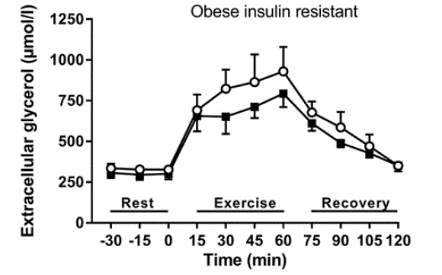 Obese insulin resistant
Extracellular glycerol (µmol/l)
1250
1000
750
500
250
0
Rest
Exercise
Recovery
-30 -15 0 15 30 45 60 75 90 105 120
Time (min)